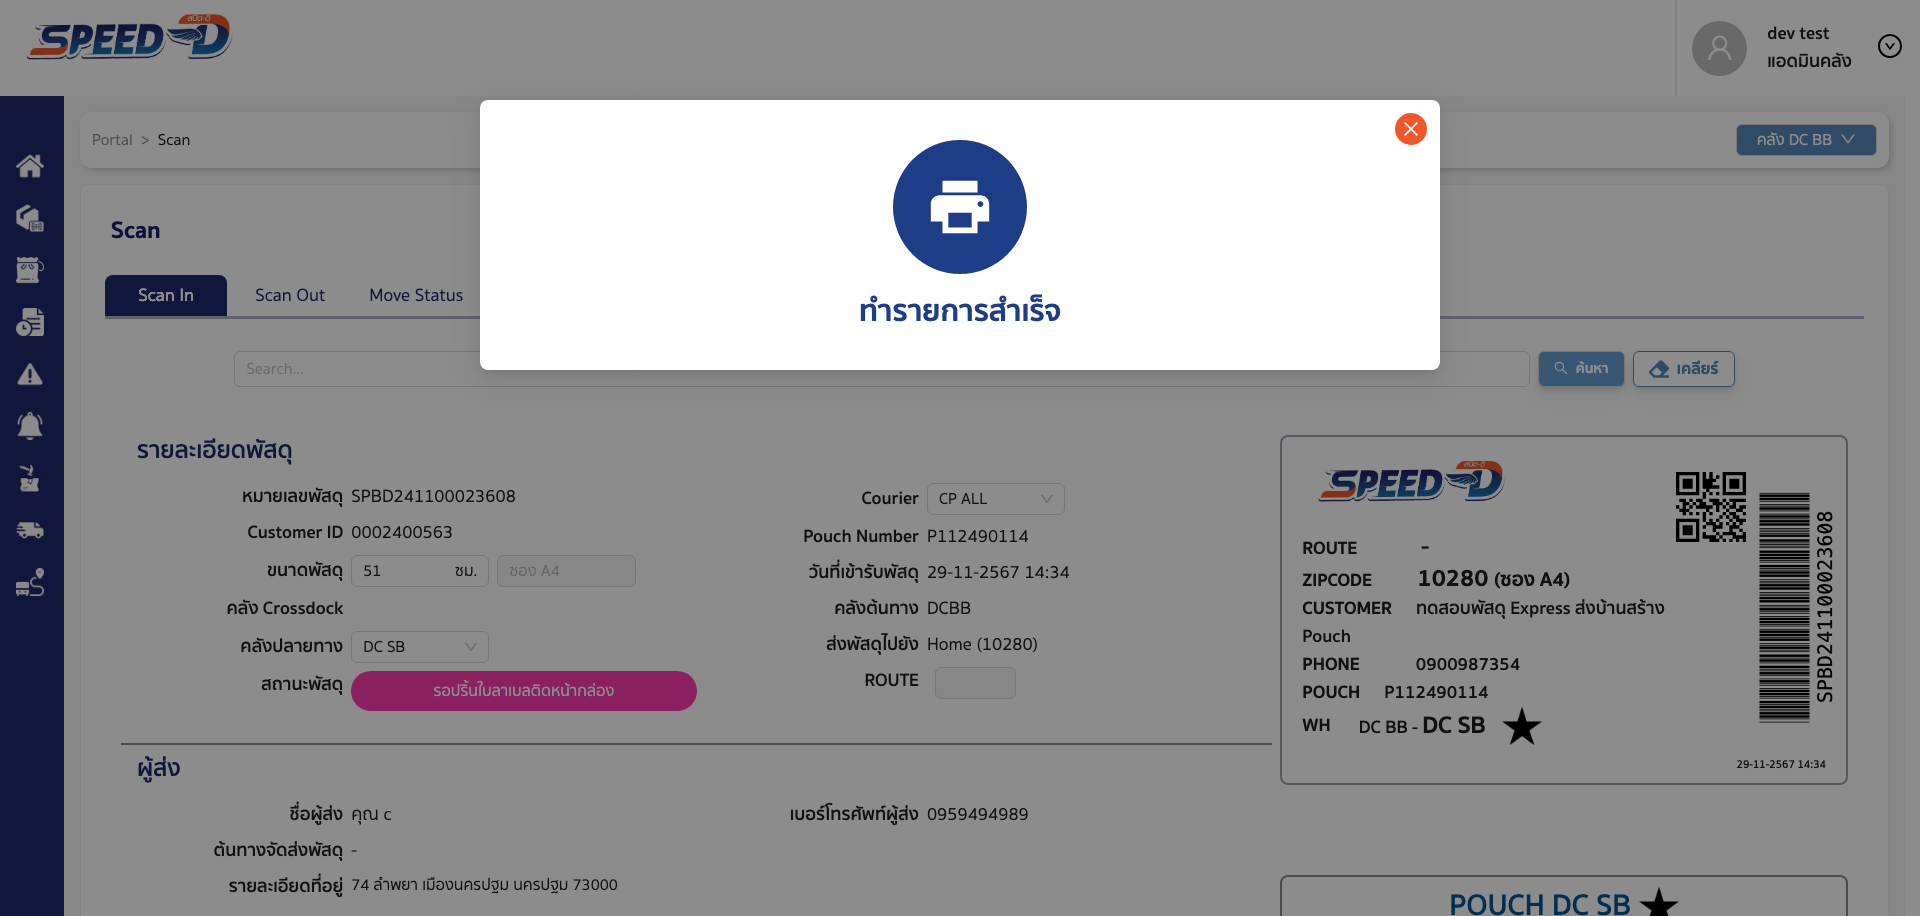 สปีด-ดี
SPEED-D
dev test
แอดมินคลัง
Portal > Scan
คลัง DC BB
Scan
Scan In
Scan Out
Move Status
ทำรายการสำเร็จ
Search...
ค้นหา
เคลียร์
รายละเอียดพัสดุ
หมายเลขพัสดุ SPBD241100023608
Customer ID 0002400563
ขนาดพัสดุ 51 ซม. ซอง A4
คลัง Crossdock
คลังปลายทาง DC SB
สถานะพัสดุ รอปริ้นใบลาเบลติดหน้ากล่อง
Courier CP ALL
Pouch Number P112490114
วันที่เข้ารับพัสดุ 29-11-2567 14:34
คลังต้นทาง DCBB
ส่งพัสดุไปยัง Home (10280)
ROUTE
ผู้ส่ง
ชื่อผู้ส่ง คุณ c
เบอร์โทรศัพท์ผู้ส่ง 0959494989
ต้นทางจัดส่งพัสดุ -
รายละเอียดที่อยู่ 74 ลำพยา เมืองนครปฐม นครปฐม 73000
สปีด-ดี
SPEED-D
ROUTE -
ZIPCODE 10280 (ซอง A4)
CUSTOMER ทดสอบพัสดุ Express ส่งบ้านสร้าง
Pouch
PHONE 0900987354
POUCH P112490114
WH DC BB - DC SB
SPBD241100023608
29-11-2567 14:34
POUCH DC SB